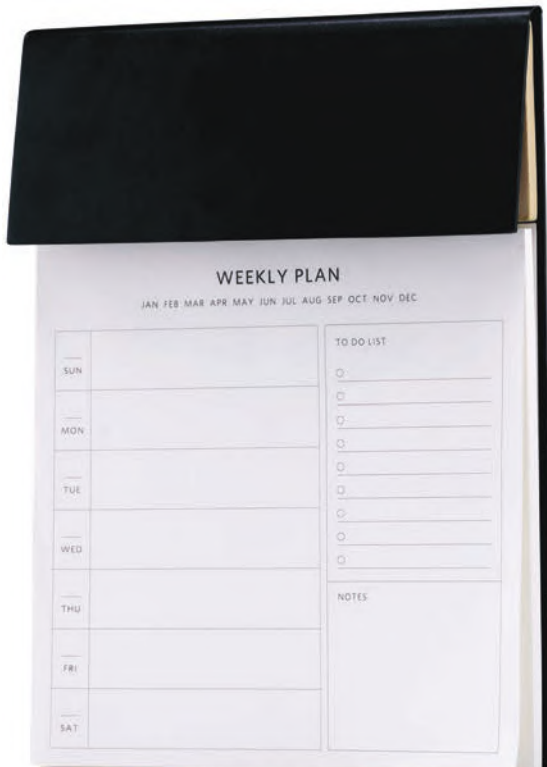 WEEKLY PLAN
JAN FEB MAR APR MAY JUN JUL AUG SEP OCT NOV DEC
SUN
MON
TUE
WED
THU
FRI
SAT
TO DO LIST
NOTES